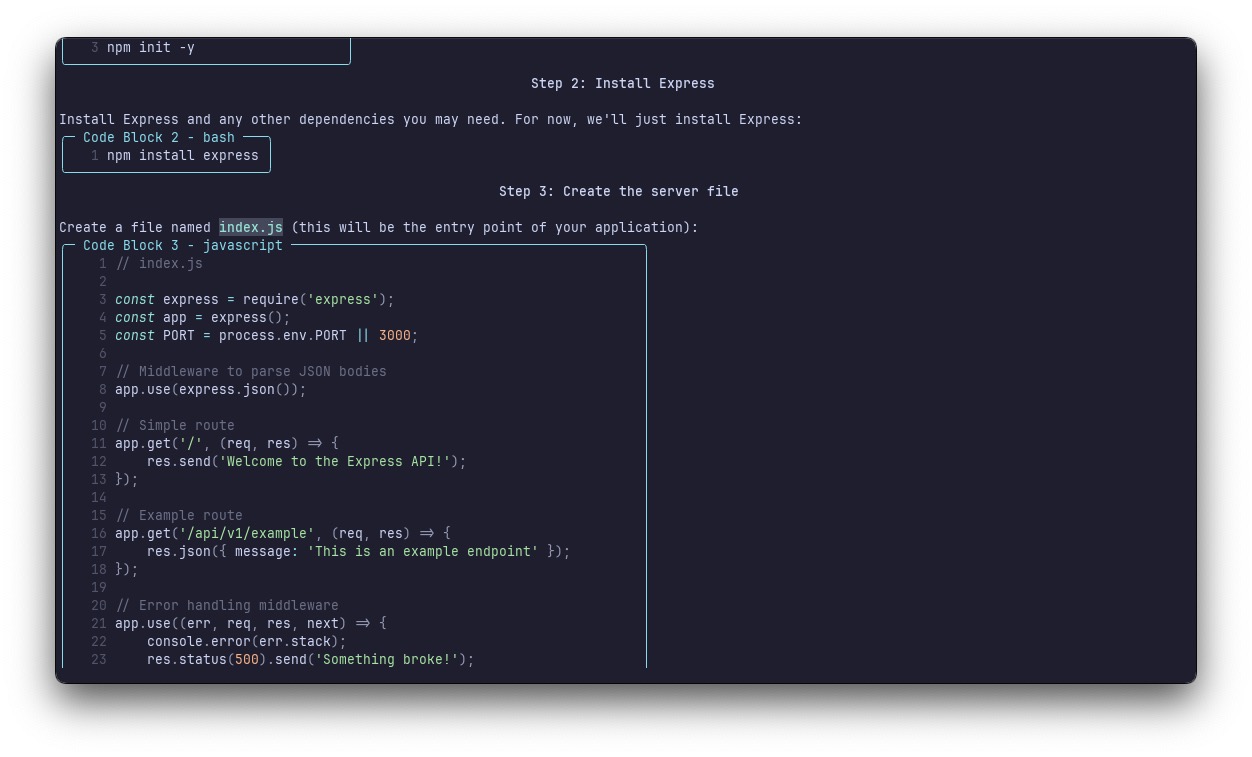 3 npm init -y
Step 2: Install Express
Install Express and any other dependencies you may need. For now, we'll just install Express:
Code Block 2 - bash
1 npm install express
Step 3: Create the server file
Create a file named index.js (this will be the entry point of your application):
Code Block 3 - javascript
1 // index.js
2
3 const express = require('express');
4 const app = express();
5 const PORT = process.env.PORT || 3000;
6
7 // Middleware to parse JSON bodies
8 app.use(express.json());
9
10 // Simple route
11 app.get('/', (req, res) => {
12     res.send('Welcome to the Express API!');
13 });
14
15 // Example route
16 app.get('/api/v1/example', (req, res) => {
17     res.json({ message: 'This is an example endpoint' });
18 });
19
20 // Error handling middleware
21 app.use((err, req, res, next) => {
22     console.error(err.stack);
23     res.status(500).send('Something broke!');